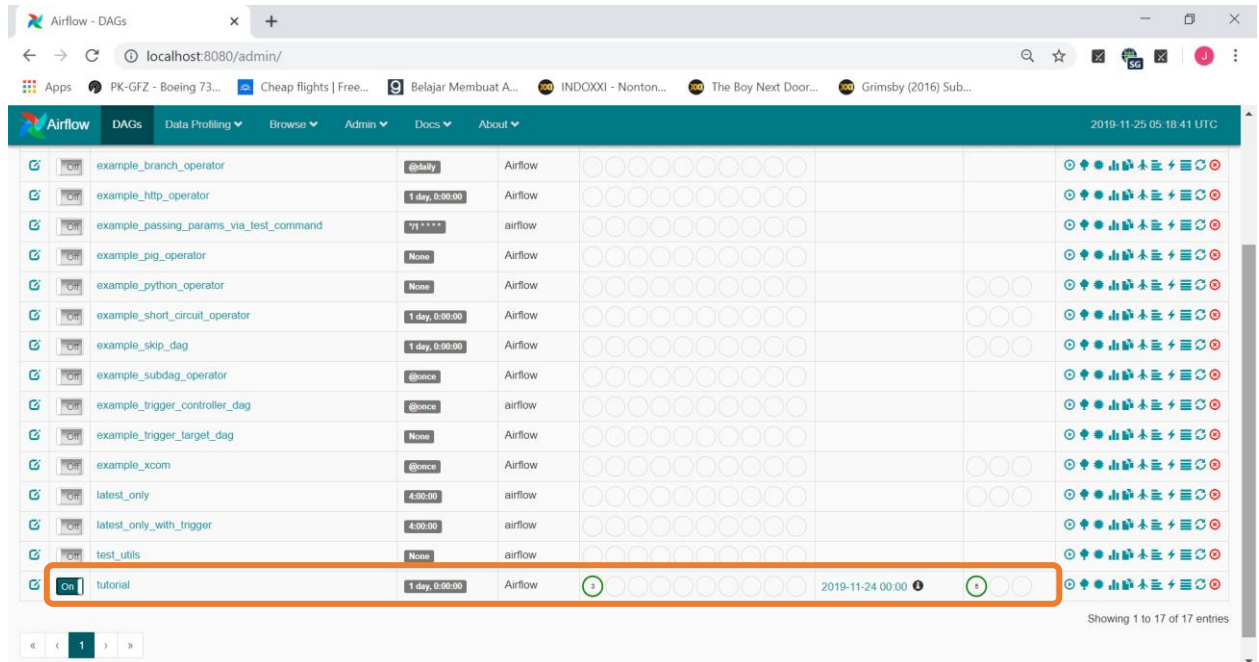 Airflow - DAGs
localhost:8080/admin/
SG
J
Apps PK-GFZ - Boeing 73... Cheap flights | Free... Belajar Membuat A... INDOXXI - Nonton... The Boy Next Door... Grimsby (2016) Sub...
Airflow DAGs Data Profiling Browse Admin Docs About 2019-11-25 05:18:41 UTC
Off example_branch_operator @daily Airflow
Off example_http_operator 1 day, 0:00:00 Airflow
Off example_passing_params_via_test_command */1 * * * * airflow
Off example_pig_operator None Airflow
Off example_python_operator None Airflow
Off example_short_circuit_operator 1 day, 0:00:00 Airflow
Off example_skip_dag 1 day, 0:00:00 Airflow
Off example_subdag_operator @once Airflow
Off example_trigger_controller_dag @once airflow
Off example_trigger_target_dag None Airflow
Off example_xcom @once Airflow
Off latest_only 4:00:00 airflow
Off latest_only_with_trigger 4:00:00 airflow
Off test_utils None airflow
On tutorial 1 day, 0:00:00 Airflow 3 2019-11-24 00:00
Showing 1 to 17 of 17 entries
« ‹ 1 › »